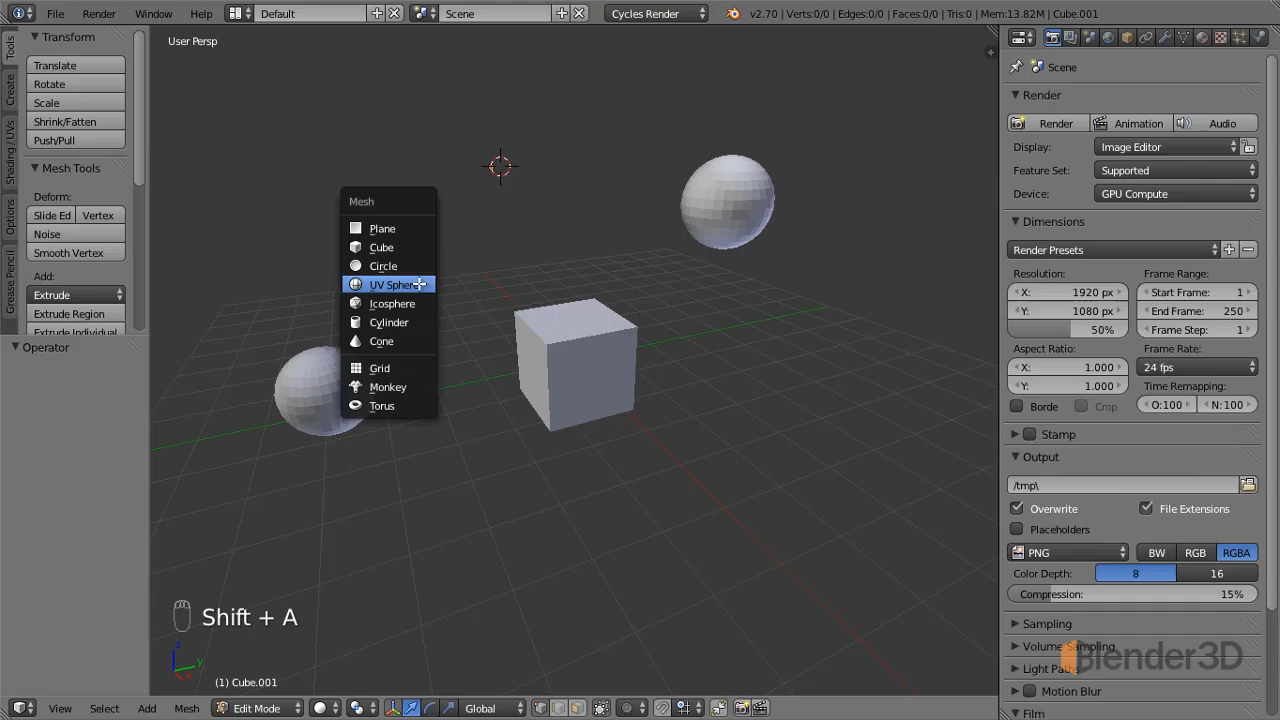 File Render Window Help Default Scene Cycles Render v2.70 | Verts:0/0 | Edges:0/0 | Faces:0/0 | Tris:0 | Mem:13.82M | Cube.001
Tools
Create
Shading / UVs
Options
Grease Pencil
Transform
Translate
Rotate
Scale
Shrink/Fatten
Push/Pull
Mesh Tools
Deform:
Slide Ed Vertex
Noise
Smooth Vertex
Add:
Extrude
Extrude Region
Extrude Individual
Operator
User Persp
Mesh
Plane
Cube
Circle
UV Sphere
Icosphere
Cylinder
Cone
Grid
Monkey
Torus
Shift + A
z
y
x
(1) Cube.001
View Select Add Mesh Edit Mode Global
Scene
Render
Render Animation Audio
Display: Image Editor
Feature Set: Supported
Device: GPU Compute
Dimensions
Render Presets
Resolution: Frame Range:
X: 1920 px Start Frame: 1
Y: 1080 px End Frame: 250
50% Frame Step: 1
Aspect Ratio: Frame Rate:
X: 1.000 24 fps
Y: 1.000 Time Remapping:
Borde Crop O:100 N:100
Stamp
Output
/tmp\
Overwrite File Extensions
Placeholders
PNG BW RGB RGBA
Color Depth: 8 16
Compression: 15%
Sampling
Volume Sampling
Light Paths
Motion Blur
Film
Blender3D